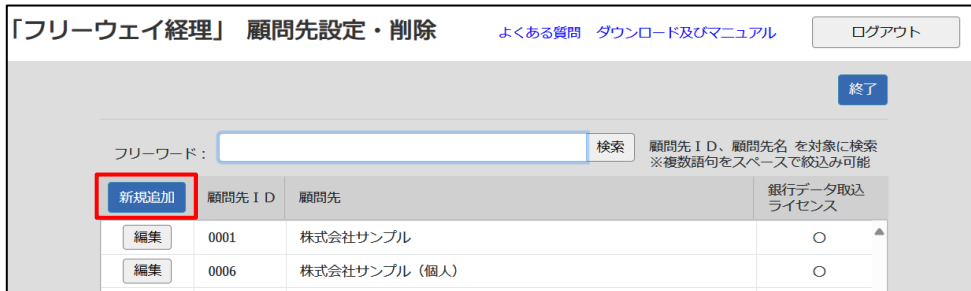 「フリーウェイ経理」 顧問先設定・削除 よくある質問 ダウンロード及びマニュアル ログアウト
終了
フリーワード： 検索 顧問先ＩＤ、顧問先名 を対象に検索
※複数語句をスペースで絞込み可能
新規追加 顧問先ＩＤ 顧問先 銀行データ取込
ライセンス
編集 0001 株式会社サンプル ○
編集 0006 株式会社サンプル（個人） ○